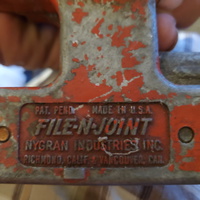 PAT. PEND. MADE IN U.S.A.
FILE-N-JOINT
NYGRAN INDUSTRIES INC.
RICHMOND, CALIF. & VANCOUVER, CAN.